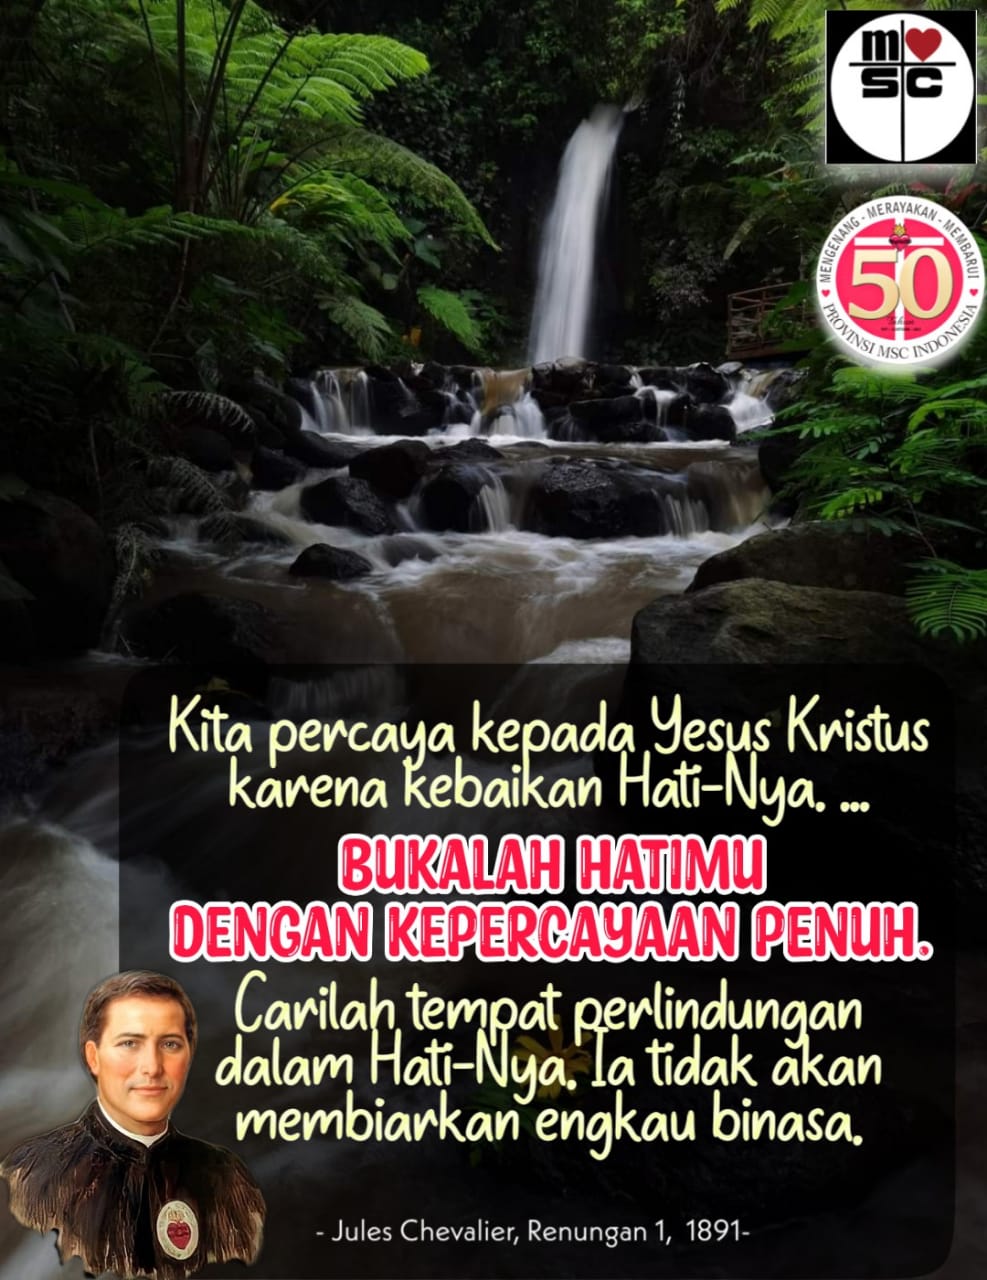 m SC
MENGENANG - MERAYAKAN - MEMBARUI
50
Tahun
PROVINSI MSC INDONESIA
Kita percaya kepada Yesus Kristus
karena kebaikan Hati-Nya. ...
BUKALAH HATIMU
DENGAN KEPERCAYAAN PENUH.
Carilah tempat perlindungan
dalam Hati-Nya. Ia tidak akan
membiarkan engkau binasa.
- Jules Chevalier, Renungan 1, 1891-